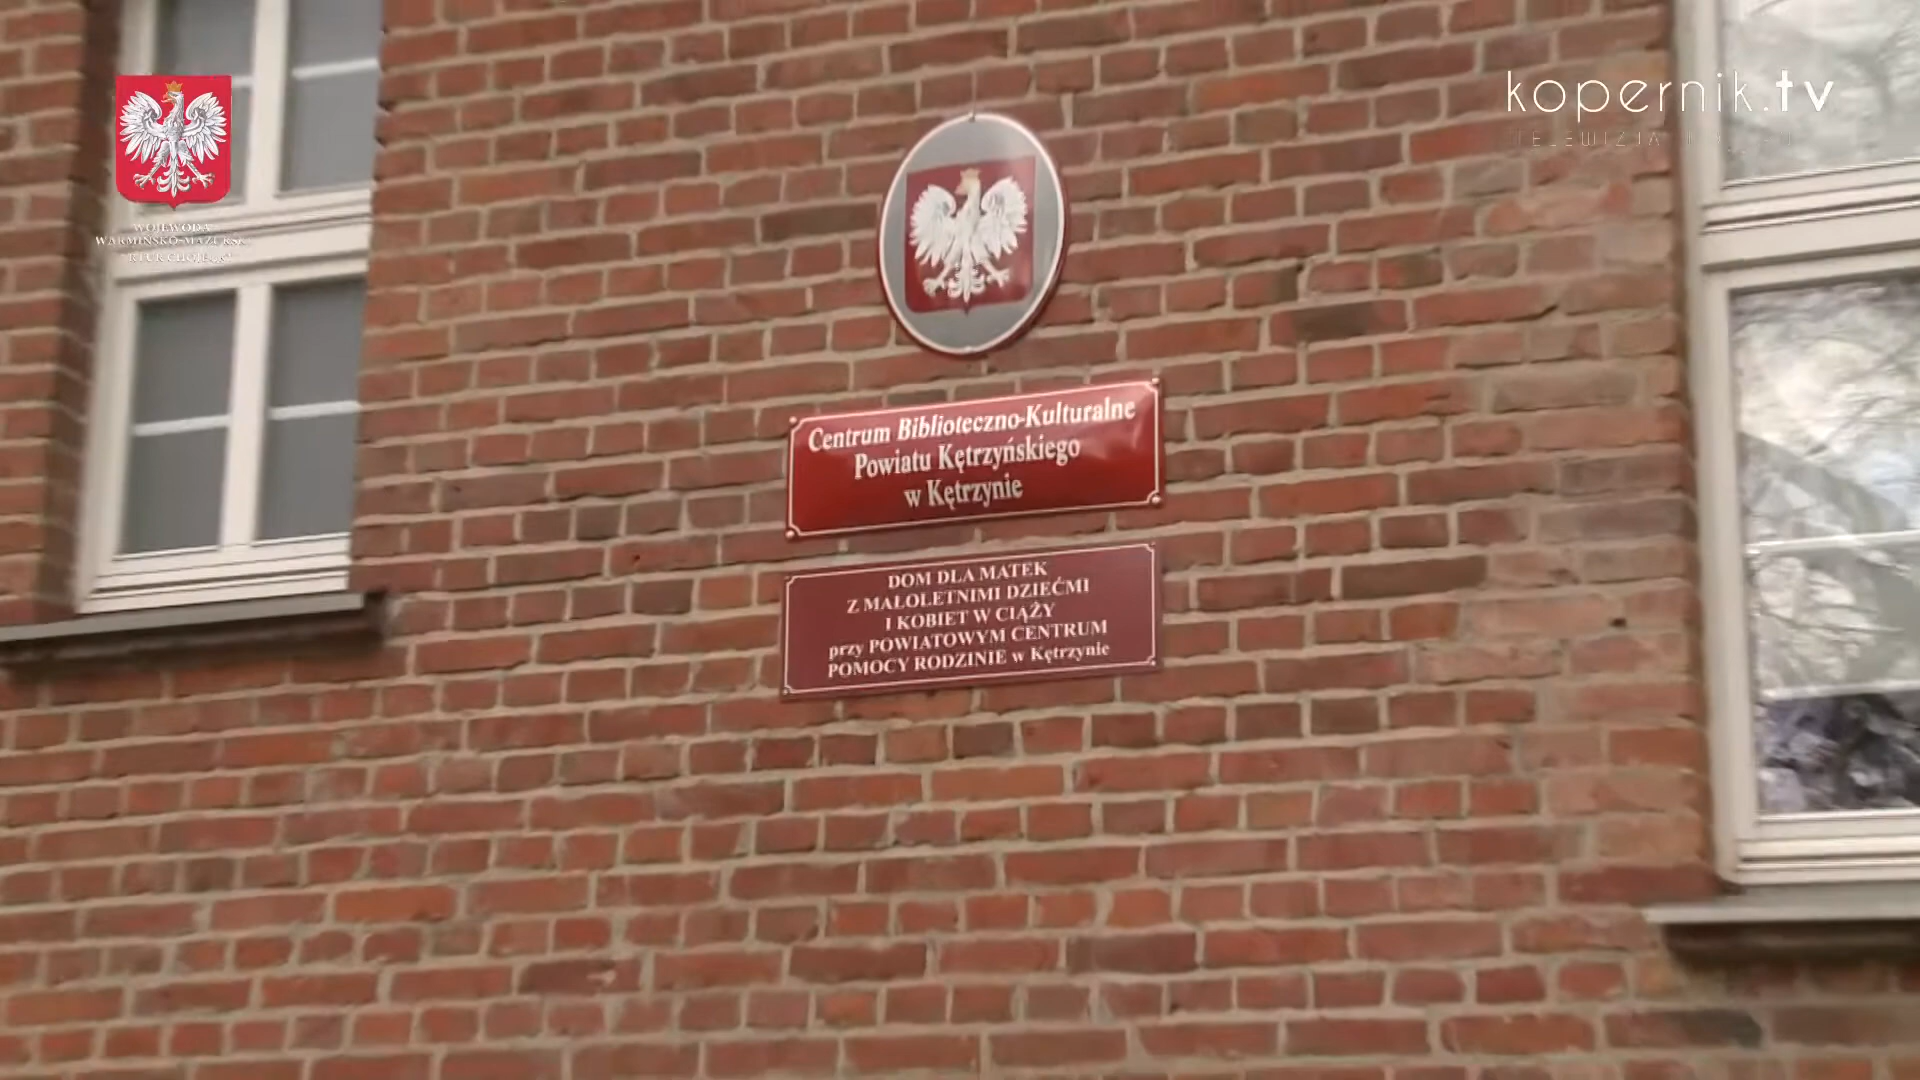 kopernik.tv
WOJEWODA
Centrum Biblioteczno-Kulturalne
Powiatu Kętrzyńskiego
w Kętrzynie
DOM DLA MATEK
Z MAŁOLETNIMI DZIEĆMI
I KOBIET W CIĄŻY
przy POWIATOWYM CENTRUM
POMOCY RODZINIE w Kętrzynie